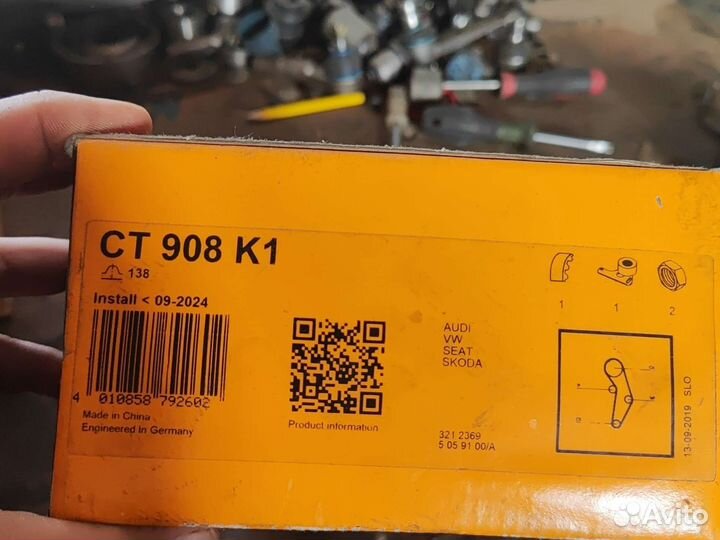 CT 908 K1
138
Install < 09-2024
4 010858 792602
Made in China
Engineered in Germany
Product information
AUDI
VW
SEAT
SKODA
321 2369
5 05 91 00/A
1 1 2
13-09-2019 SLO
Avito